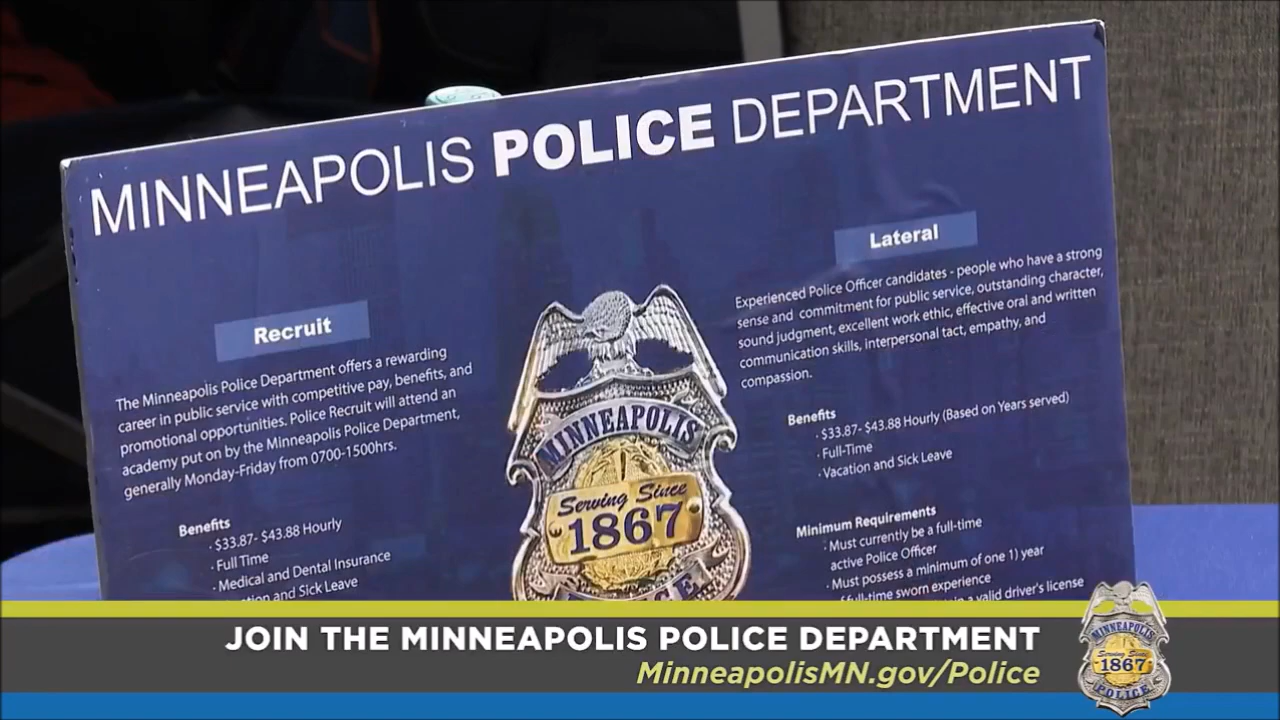 MINNEAPOLIS POLICE DEPARTMENT
Recruit
The Minneapolis Police Department offers a rewarding
career in public service with competitive pay, benefits, and
promotional opportunities. Police Recruit will attend an
academy put on by the Minneapolis Police Department,
generally Monday-Friday from 0700-1500hrs.
Benefits
· $33.87- $43.88 Hourly
· Full Time
· Medical and Dental Insurance
and Sick Leave
MINNEAPOLIS
Serving Since
1867
Lateral
Experienced Police Officer candidates - people who have a strong
sense and commitment for public service, outstanding character,
sound judgment, excellent work ethic, effective oral and written
communication skills, interpersonal tact, empathy, and
compassion.
Benefits
· $33.87- $43.88 Hourly (Based on Years served)
· Full-Time
· Vacation and Sick Leave
Minimum Requirements
· Must currently be a full-time
active Police Officer
· Must possess a minimum of one 1) year
full-time sworn experience
a valid driver's license
JOIN THE MINNEAPOLIS POLICE DEPARTMENT
MinneapolisMN.gov/Police
MINNEAPOLIS
Serving Since
1867
POLICE